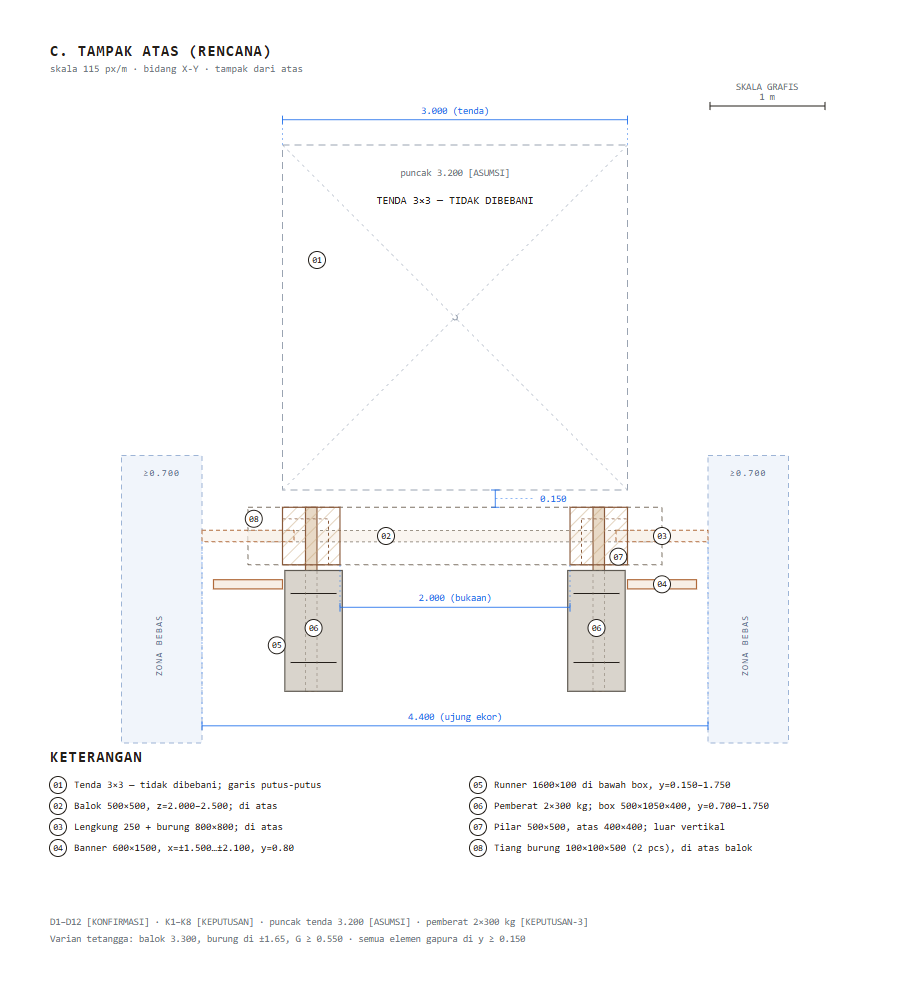 C. TAMPAK ATAS (RENCANA)
skala 115 px/m · bidang X-Y · tampak dari atas
SKALA GRAFIS
1 m
3.000 (tenda)
puncak 3.200 [ASUMSI]
TENDA 3×3 — TIDAK DIBEBANI
01
≥0.700
≥0.700
0.150
08
02
03
07
04
2.000 (bukaan)
06
06
05
ZONA BEBAS
ZONA BEBAS
4.400 (ujung ekor)
KETERANGAN
01 Tenda 3×3 — tidak dibebani; garis putus-putus
02 Balok 500×500, z=2.000–2.500; di atas
03 Lengkung 250 + burung 800×800; di atas
04 Banner 600×1500, x=±1.500…±2.100, y=0.80
05 Runner 1600×100 di bawah box, y=0.150–1.750
06 Pemberat 2×300 kg; box 500×1050×400, y=0.700–1.750
07 Pilar 500×500, atas 400×400; luar vertikal
08 Tiang burung 100×100×500 (2 pcs), di atas balok
D1–D12 [KONFIRMASI] · K1–K8 [KEPUTUSAN] · puncak tenda 3.200 [ASUMSI] · pemberat 2×300 kg [KEPUTUSAN-3]
Varian tetangga: balok 3.300, burung di ±1.65, G ≥ 0.550 · semua elemen gapura di y ≥ 0.150